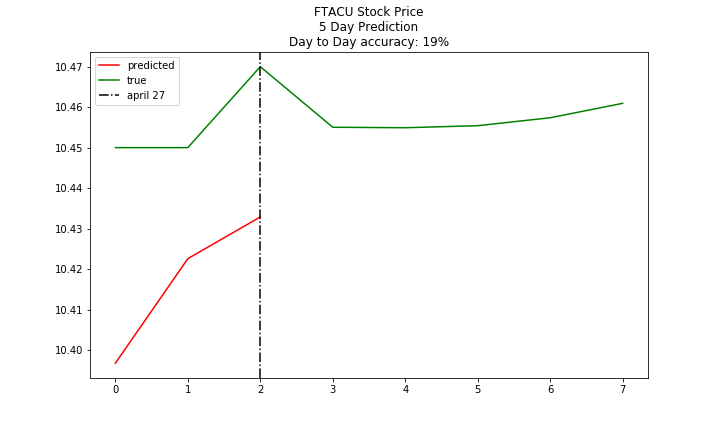 FTACU Stock Price
5 Day Prediction
Day to Day accuracy: 19%
predicted
true
april 27
10.47
10.46
10.45
10.44
10.43
10.42
10.41
10.40
0 1 2 3 4 5 6 7